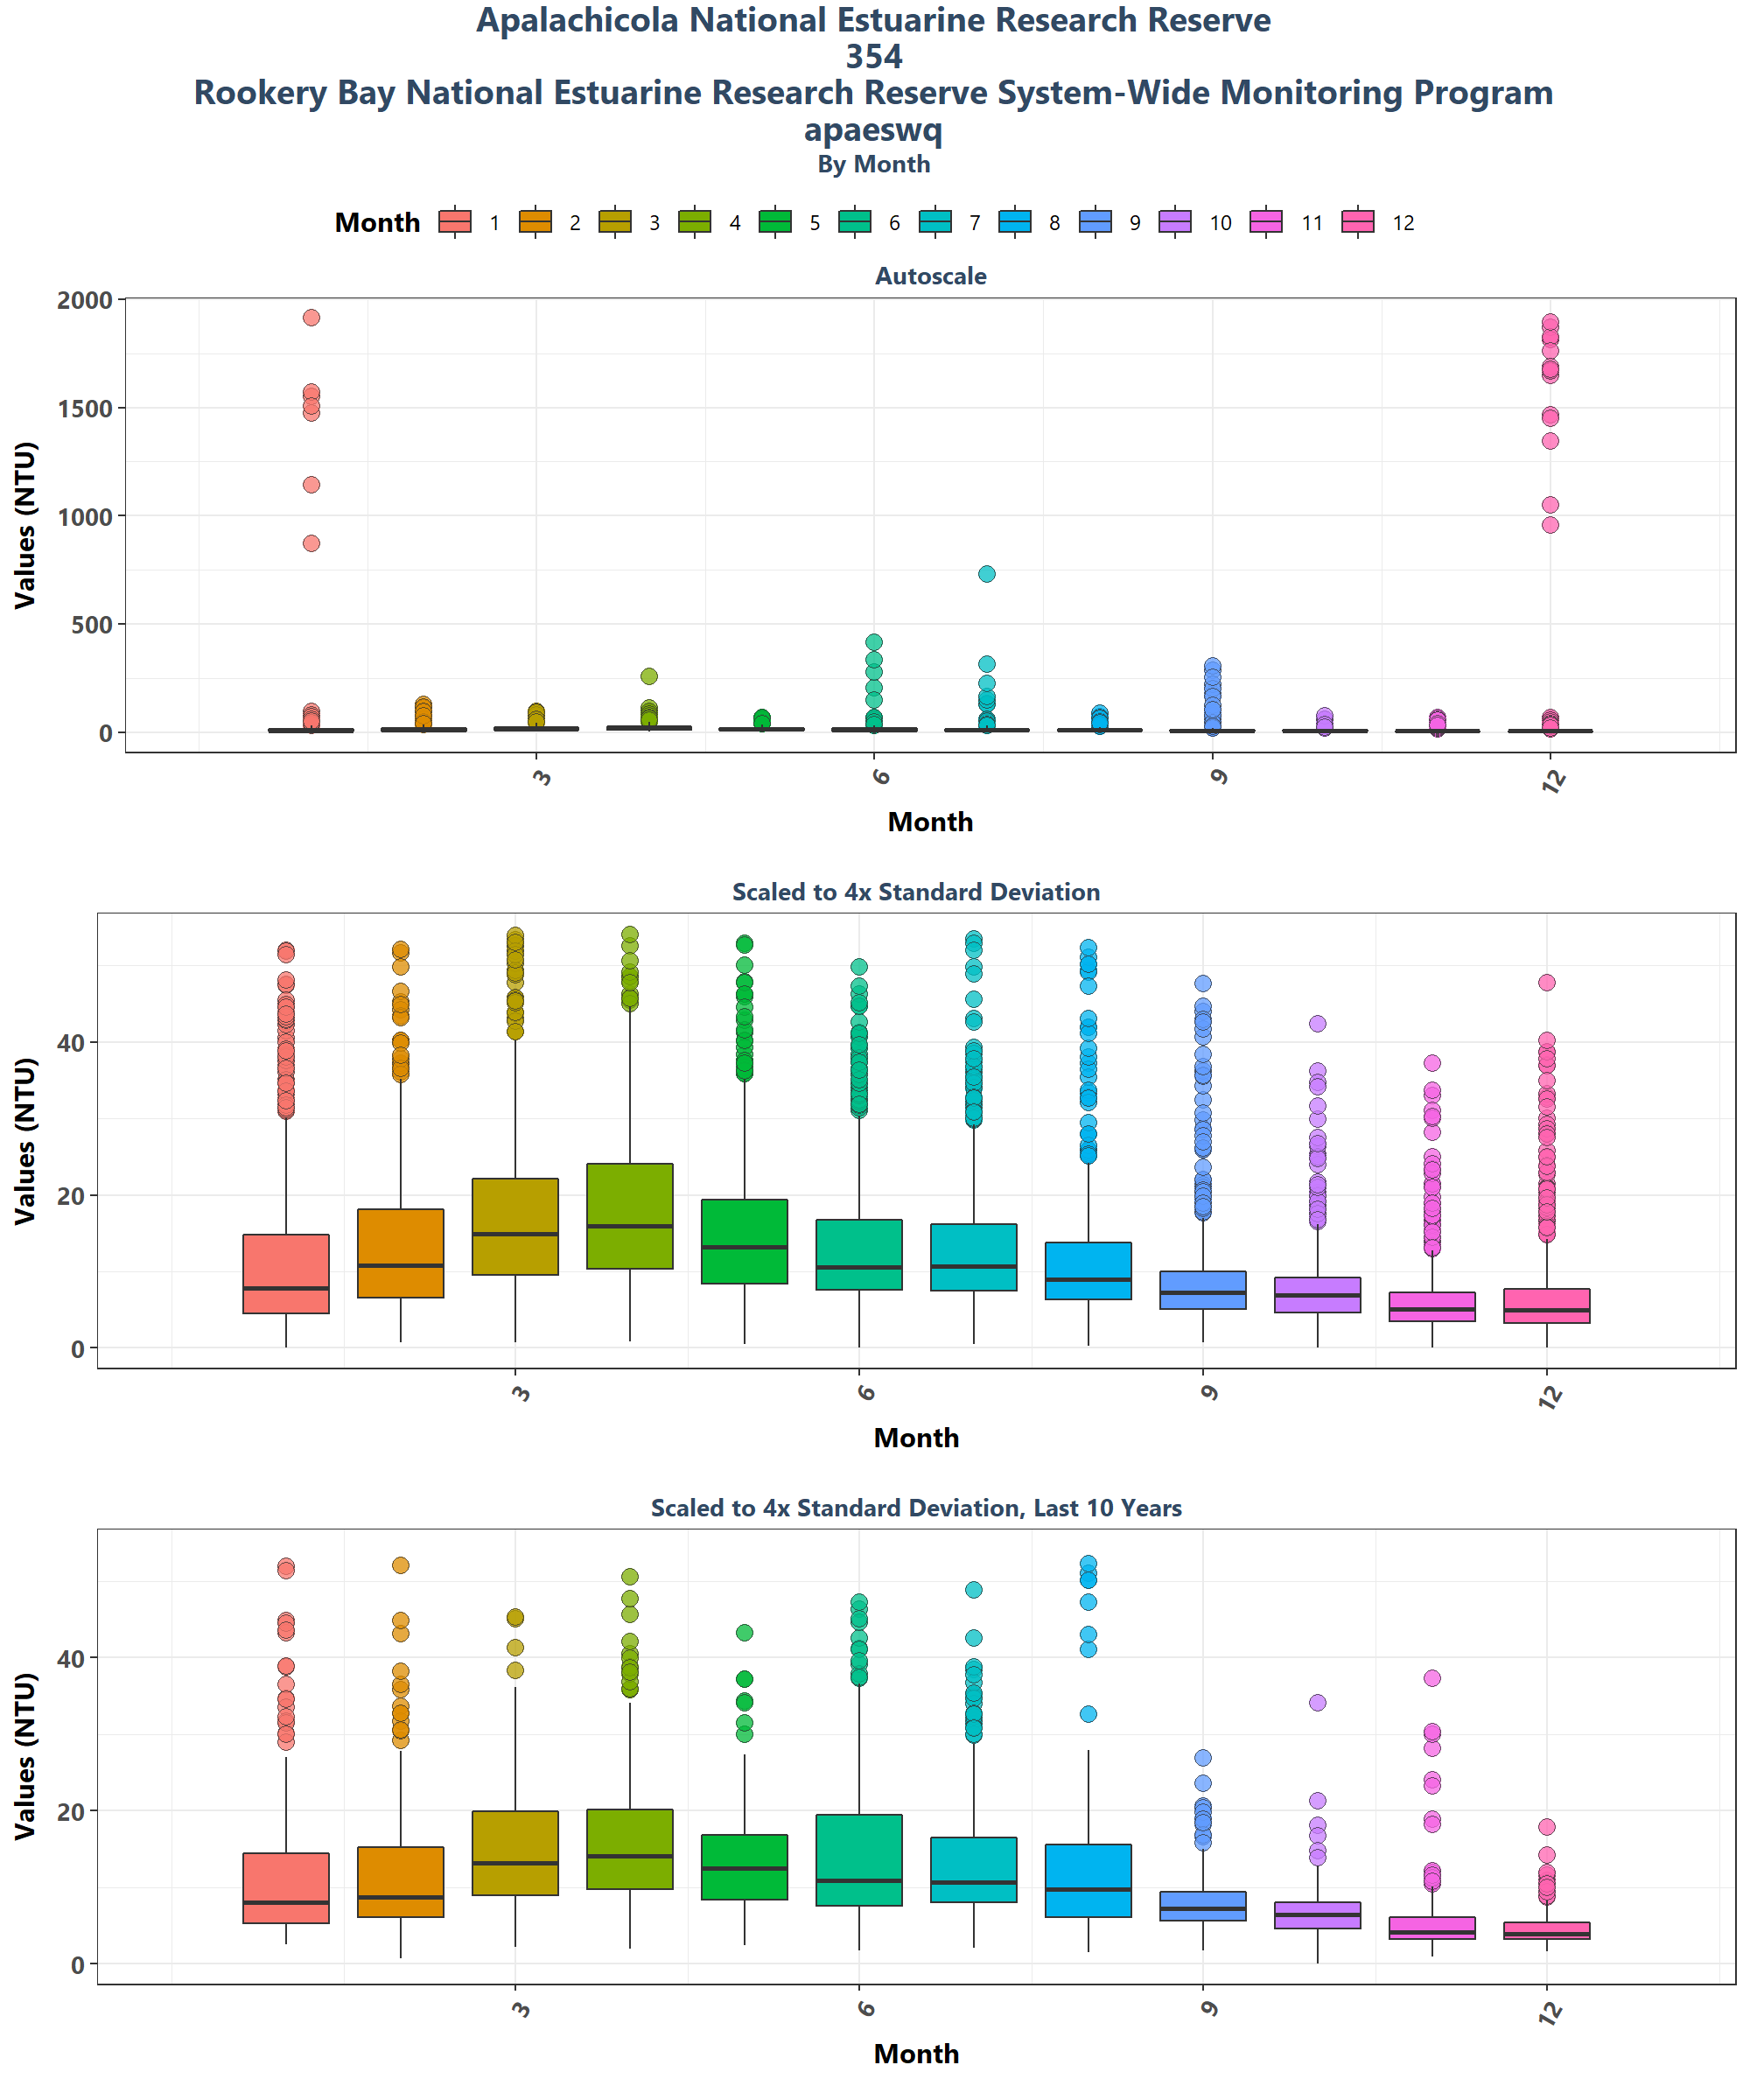 Apalachicola National Estuarine Research Reserve
354
Rookery Bay National Estuarine Research Reserve System-Wide Monitoring Program
apaeswq
By Month
Month 1 2 3 4 5 6 7 8 9 10 11 12
Autoscale
Values (NTU)
2000
1500
1000
500
0
3 6 9 12
Month
Scaled to 4x Standard Deviation
Values (NTU)
40
20
0
3 6 9 12
Month
Scaled to 4x Standard Deviation, Last 10 Years
Values (NTU)
40
20
0
3 6 9 12
Month